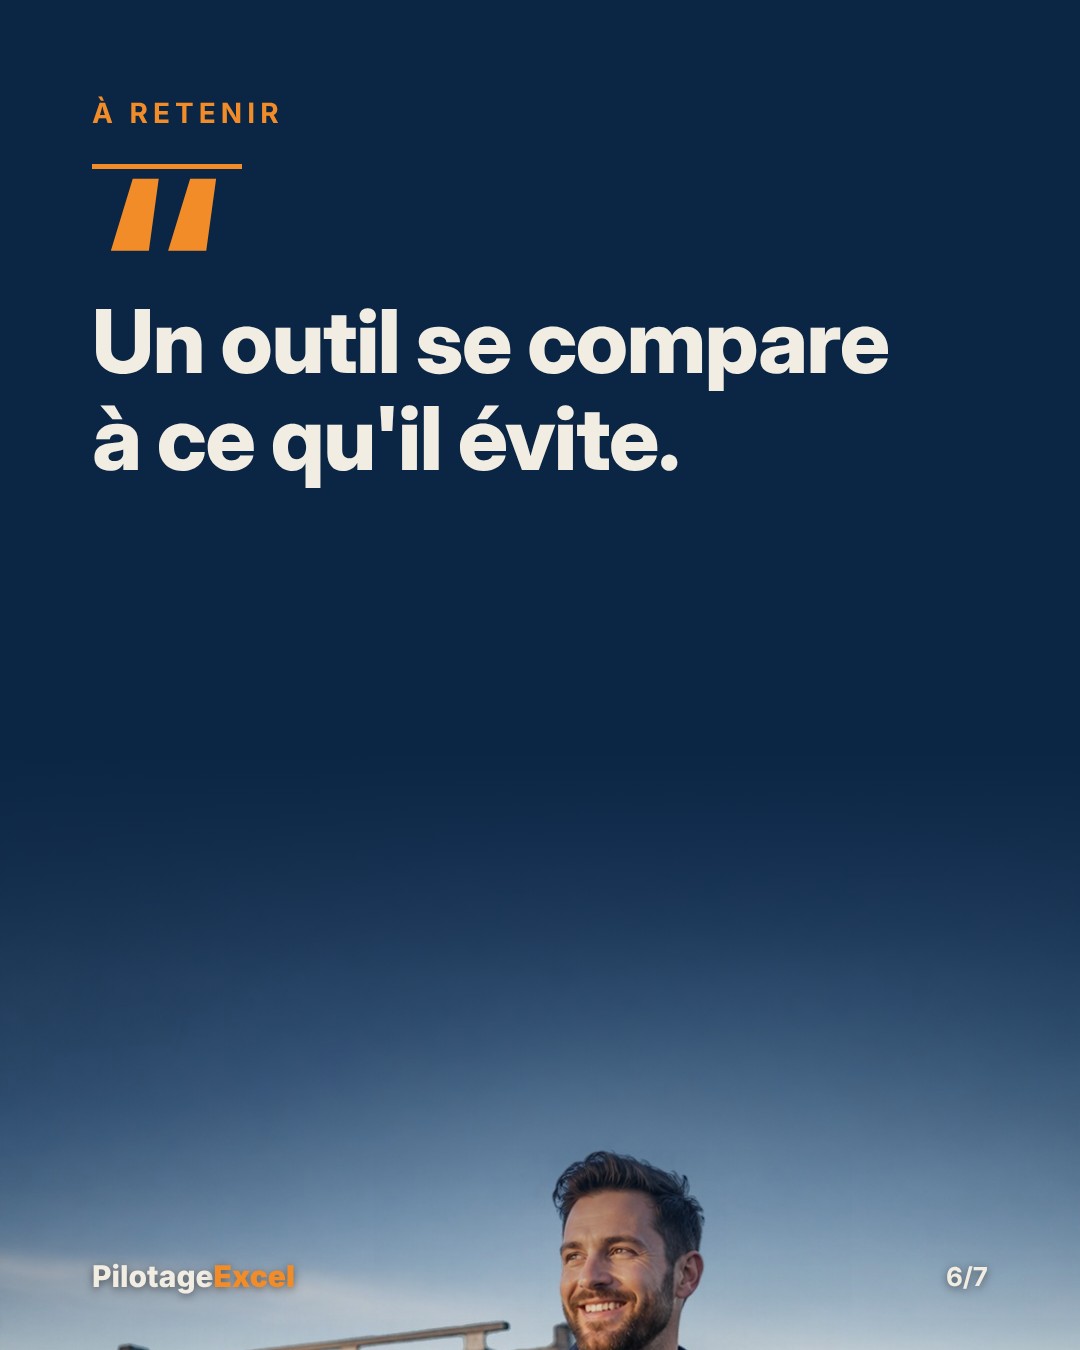 À RETENIR
"
Un outil se compare
à ce qu'il évite.
PilotageExcel
6/7